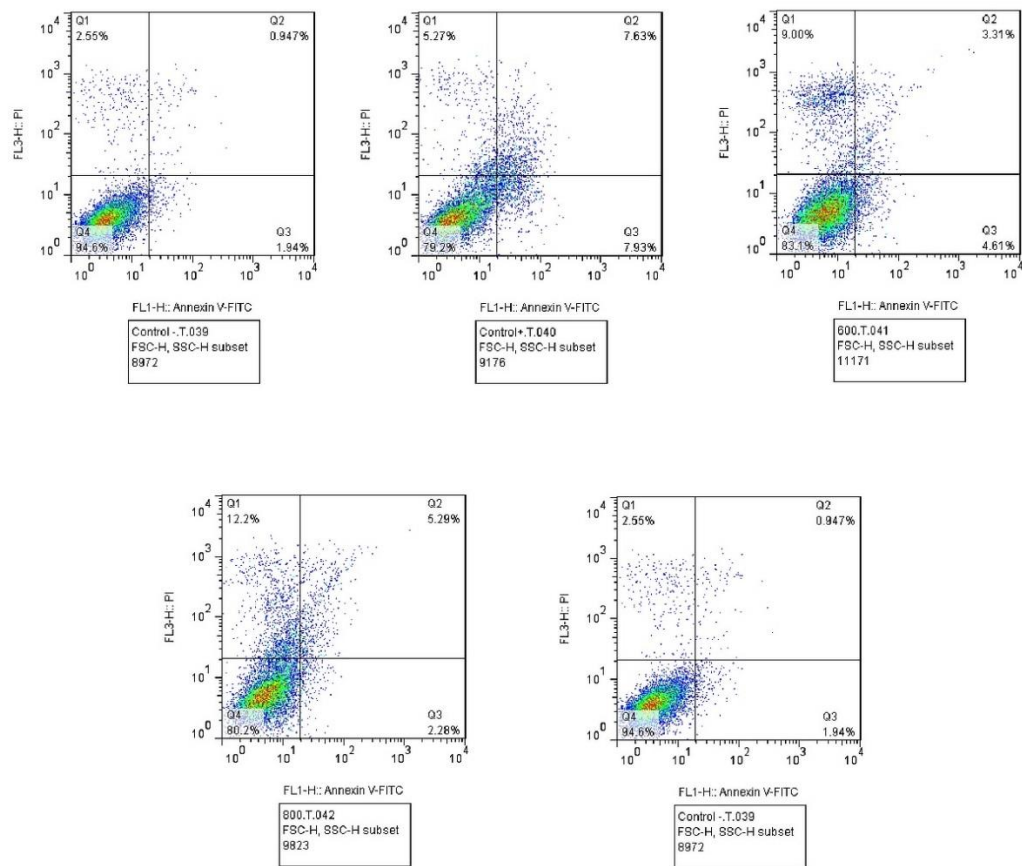 Q1 Q2
2.55% 0.947%
10^4
10^3
10^2
10^1
10^0
FL3-H:: PI
Q4 Q3
94.6% 1.94%
10^0 10^1 10^2 10^3 10^4
FL1-H:: Annexin V-FITC
Control -.T.039
FSC-H, SSC-H subset
8972
Q1 Q2
5.27% 7.63%
10^4
10^3
10^2
10^1
10^0
FL3-H:: PI
Q4 Q3
79.2% 7.93%
10^0 10^1 10^2 10^3 10^4
FL1-H:: Annexin V-FITC
Control+.T.040
FSC-H, SSC-H subset
9176
Q1 Q2
9.00% 3.31%
10^4
10^3
10^2
10^1
10^0
FL3-H:: PI
Q4 Q3
83.1% 4.61%
10^0 10^1 10^2 10^3 10^4
FL1-H:: Annexin V-FITC
600.T.041
FSC-H, SSC-H subset
11171
Q1 Q2
12.2% 5.29%
10^4
10^3
10^2
10^1
10^0
FL3-H:: PI
Q4 Q3
80.2% 2.28%
10^0 10^1 10^2 10^3 10^4
FL1-H:: Annexin V-FITC
800.T.042
FSC-H, SSC-H subset
9823
Q1 Q2
2.55% 0.947%
10^4
10^3
10^2
10^1
10^0
FL3-H:: PI
Q4 Q3
94.6% 1.94%
10^0 10^1 10^2 10^3 10^4
FL1-H:: Annexin V-FITC
Control -.T.039
FSC-H, SSC-H subset
8972